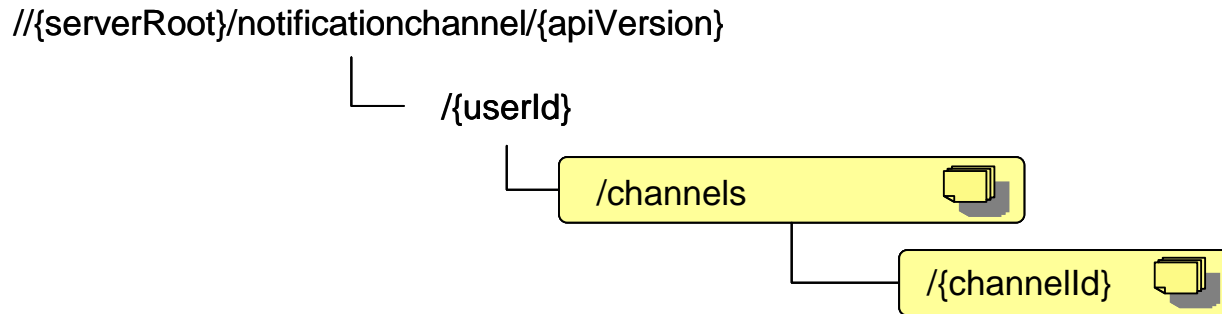 //{serverRoot}/notificationchannel/{apiVersion}
/{userId}
/channels
/{channelId}